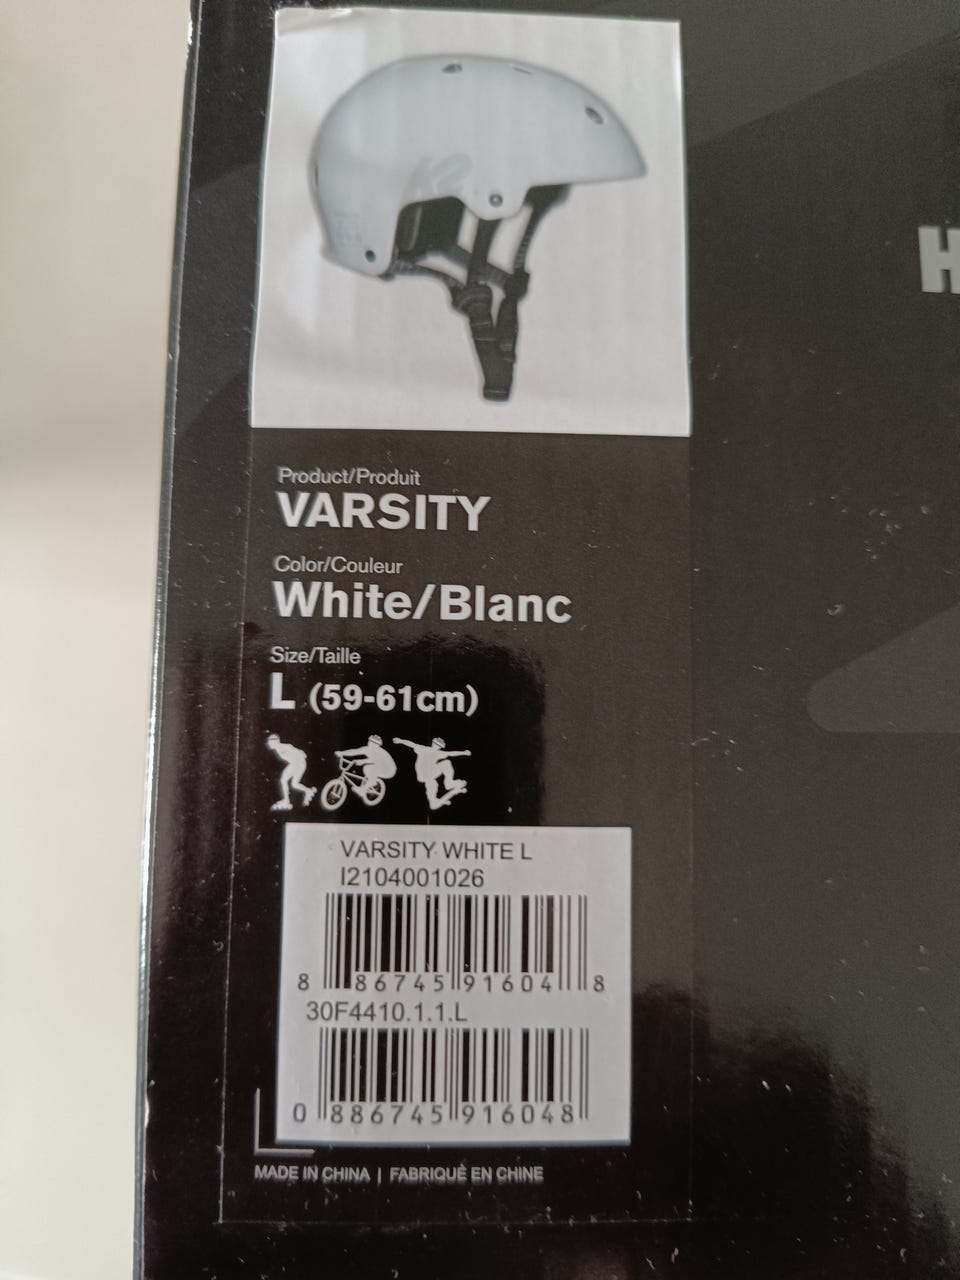 K2
H
Product/Produit
VARSITY
Color/Couleur
White/Blanc
Size/Taille
L (59-61cm)
VARSITY WHITE L
I2104001026
8 86745 91604 8
30F4410.1.1.L
0 886745 916048
MADE IN CHINA | FABRIQUÉ EN CHINE